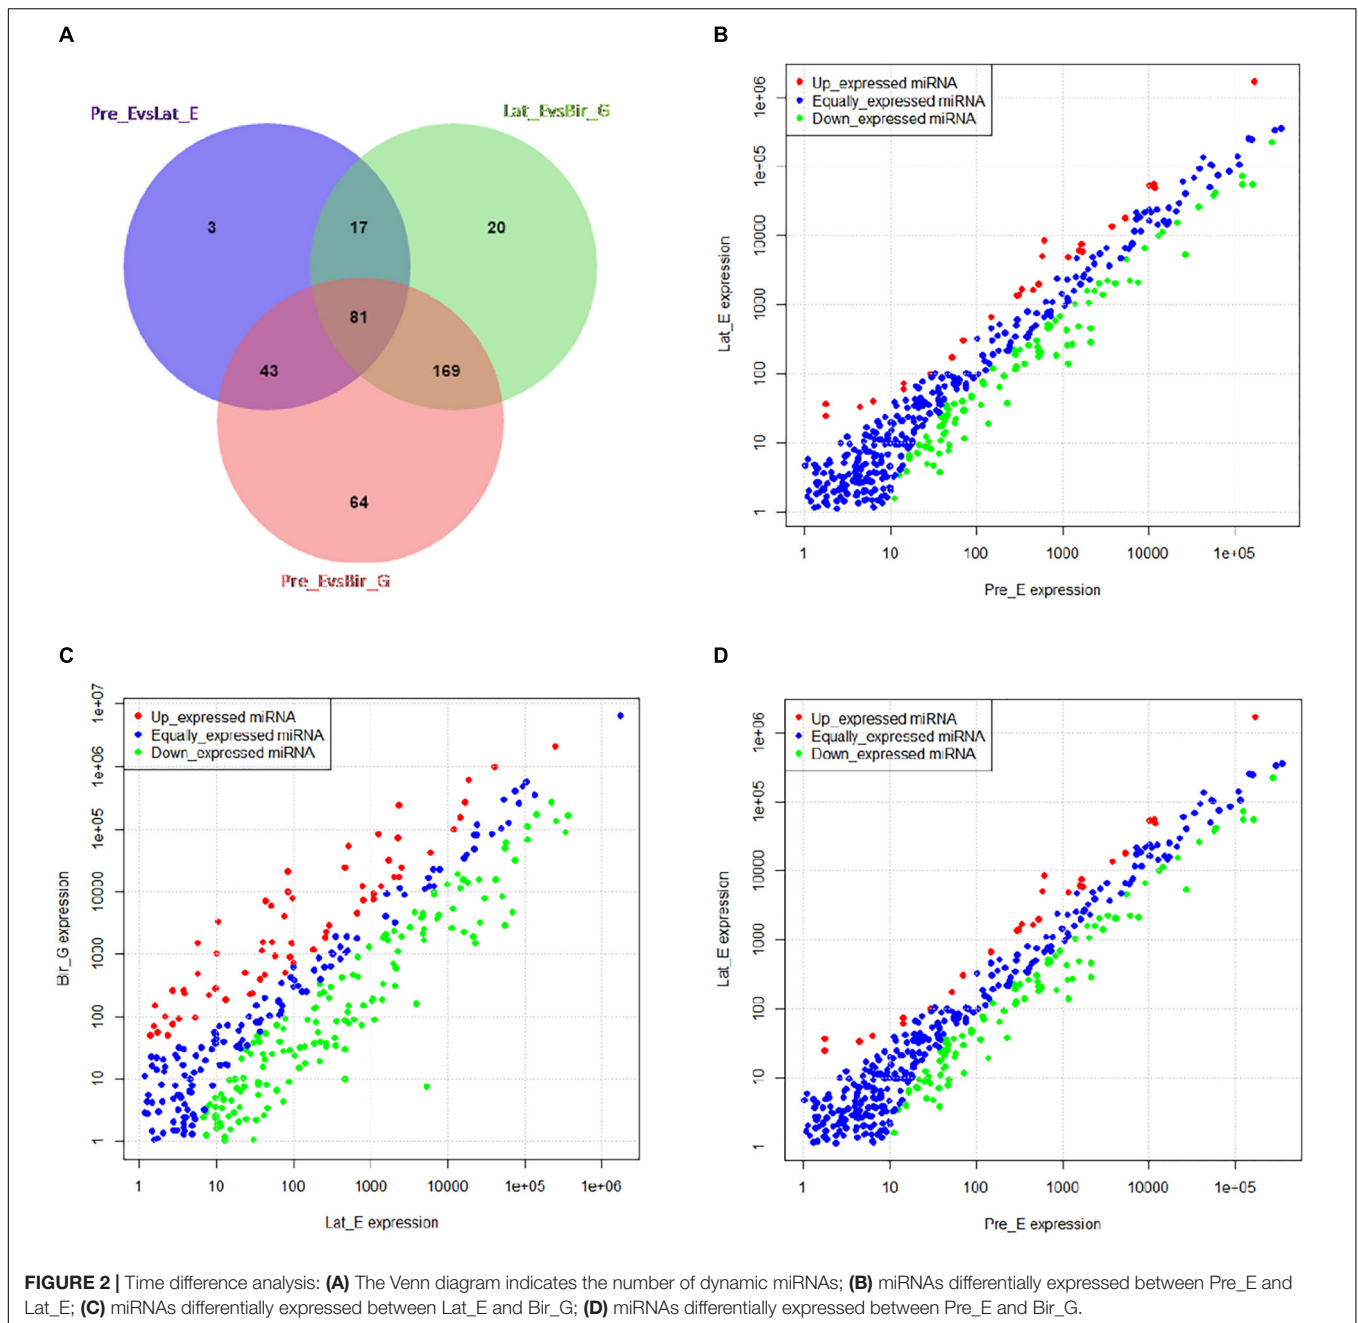 A
Pre_EvsLat_E
Lat_EvsBir_G
3
17
20
81
43
169
64
Pre_EvsBir_G
B
Up_expressed miRNA
Equally_expressed miRNA
Down_expressed miRNA
1e+06
1e+05
10000
1000
100
10
1
Lat_E expression
1 10 100 1000 10000 1e+05
Pre_E expression
C
Up_expressed miRNA
Equally_expressed miRNA
Down_expressed miRNA
1e+07
1e+06
1e+05
10000
1000
100
10
1
Bir_G expression
1 10 100 1000 10000 1e+05 1e+06
Lat_E expression
D
Up_expressed miRNA
Equally_expressed miRNA
Down_expressed miRNA
1e+06
1e+05
10000
1000
100
10
1
Lat_E expression
1 10 100 1000 10000 1e+05
Pre_E expression
FIGURE 2 | Time difference analysis: (A) The Venn diagram indicates the number of dynamic miRNAs; (B) miRNAs differentially expressed between Pre_E and
Lat_E; (C) miRNAs differentially expressed between Lat_E and Bir_G; (D) miRNAs differentially expressed between Pre_E and Bir_G.